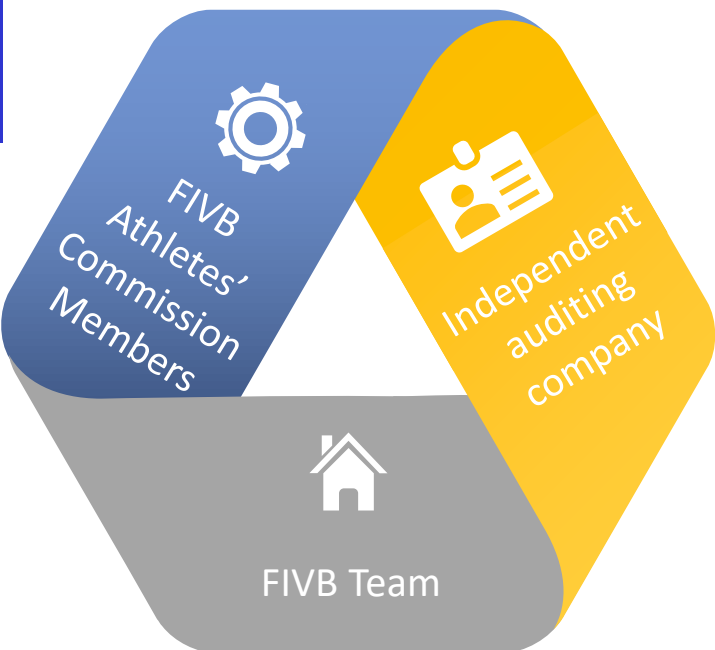 FIVB
Athletes’
Commission
Members
Independent
auditing
company
FIVB Team